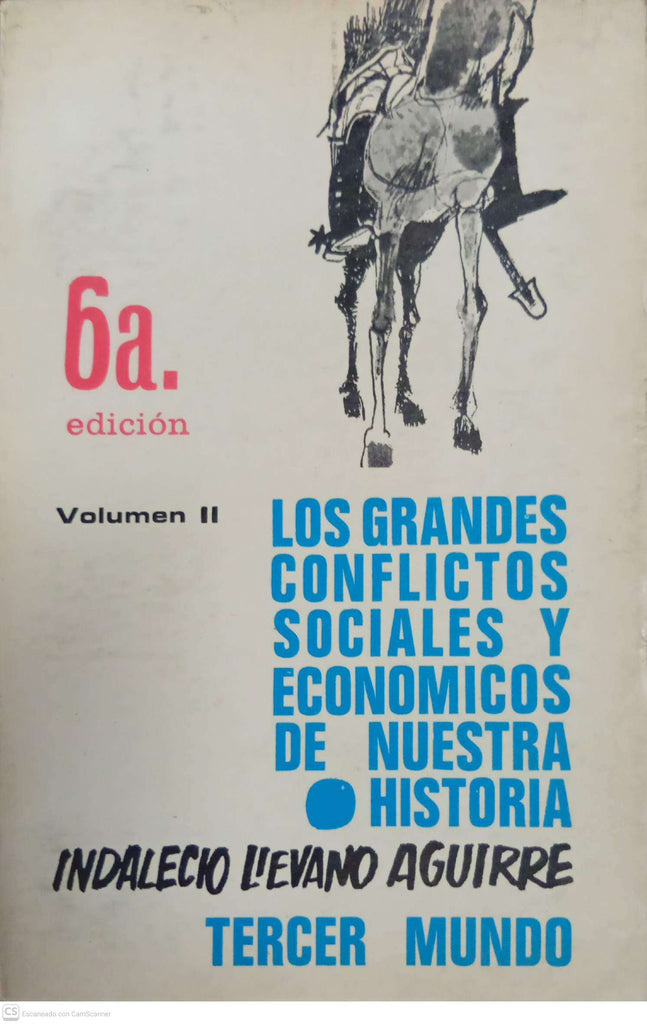 6a.
edición
Volumen II
LOS GRANDES
CONFLICTOS
SOCIALES Y
ECONOMICOS
DE NUESTRA
HISTORIA
INDALECIO LIEVANO AGUIRRE
TERCER MUNDO
CS Escaneado con CamScanner